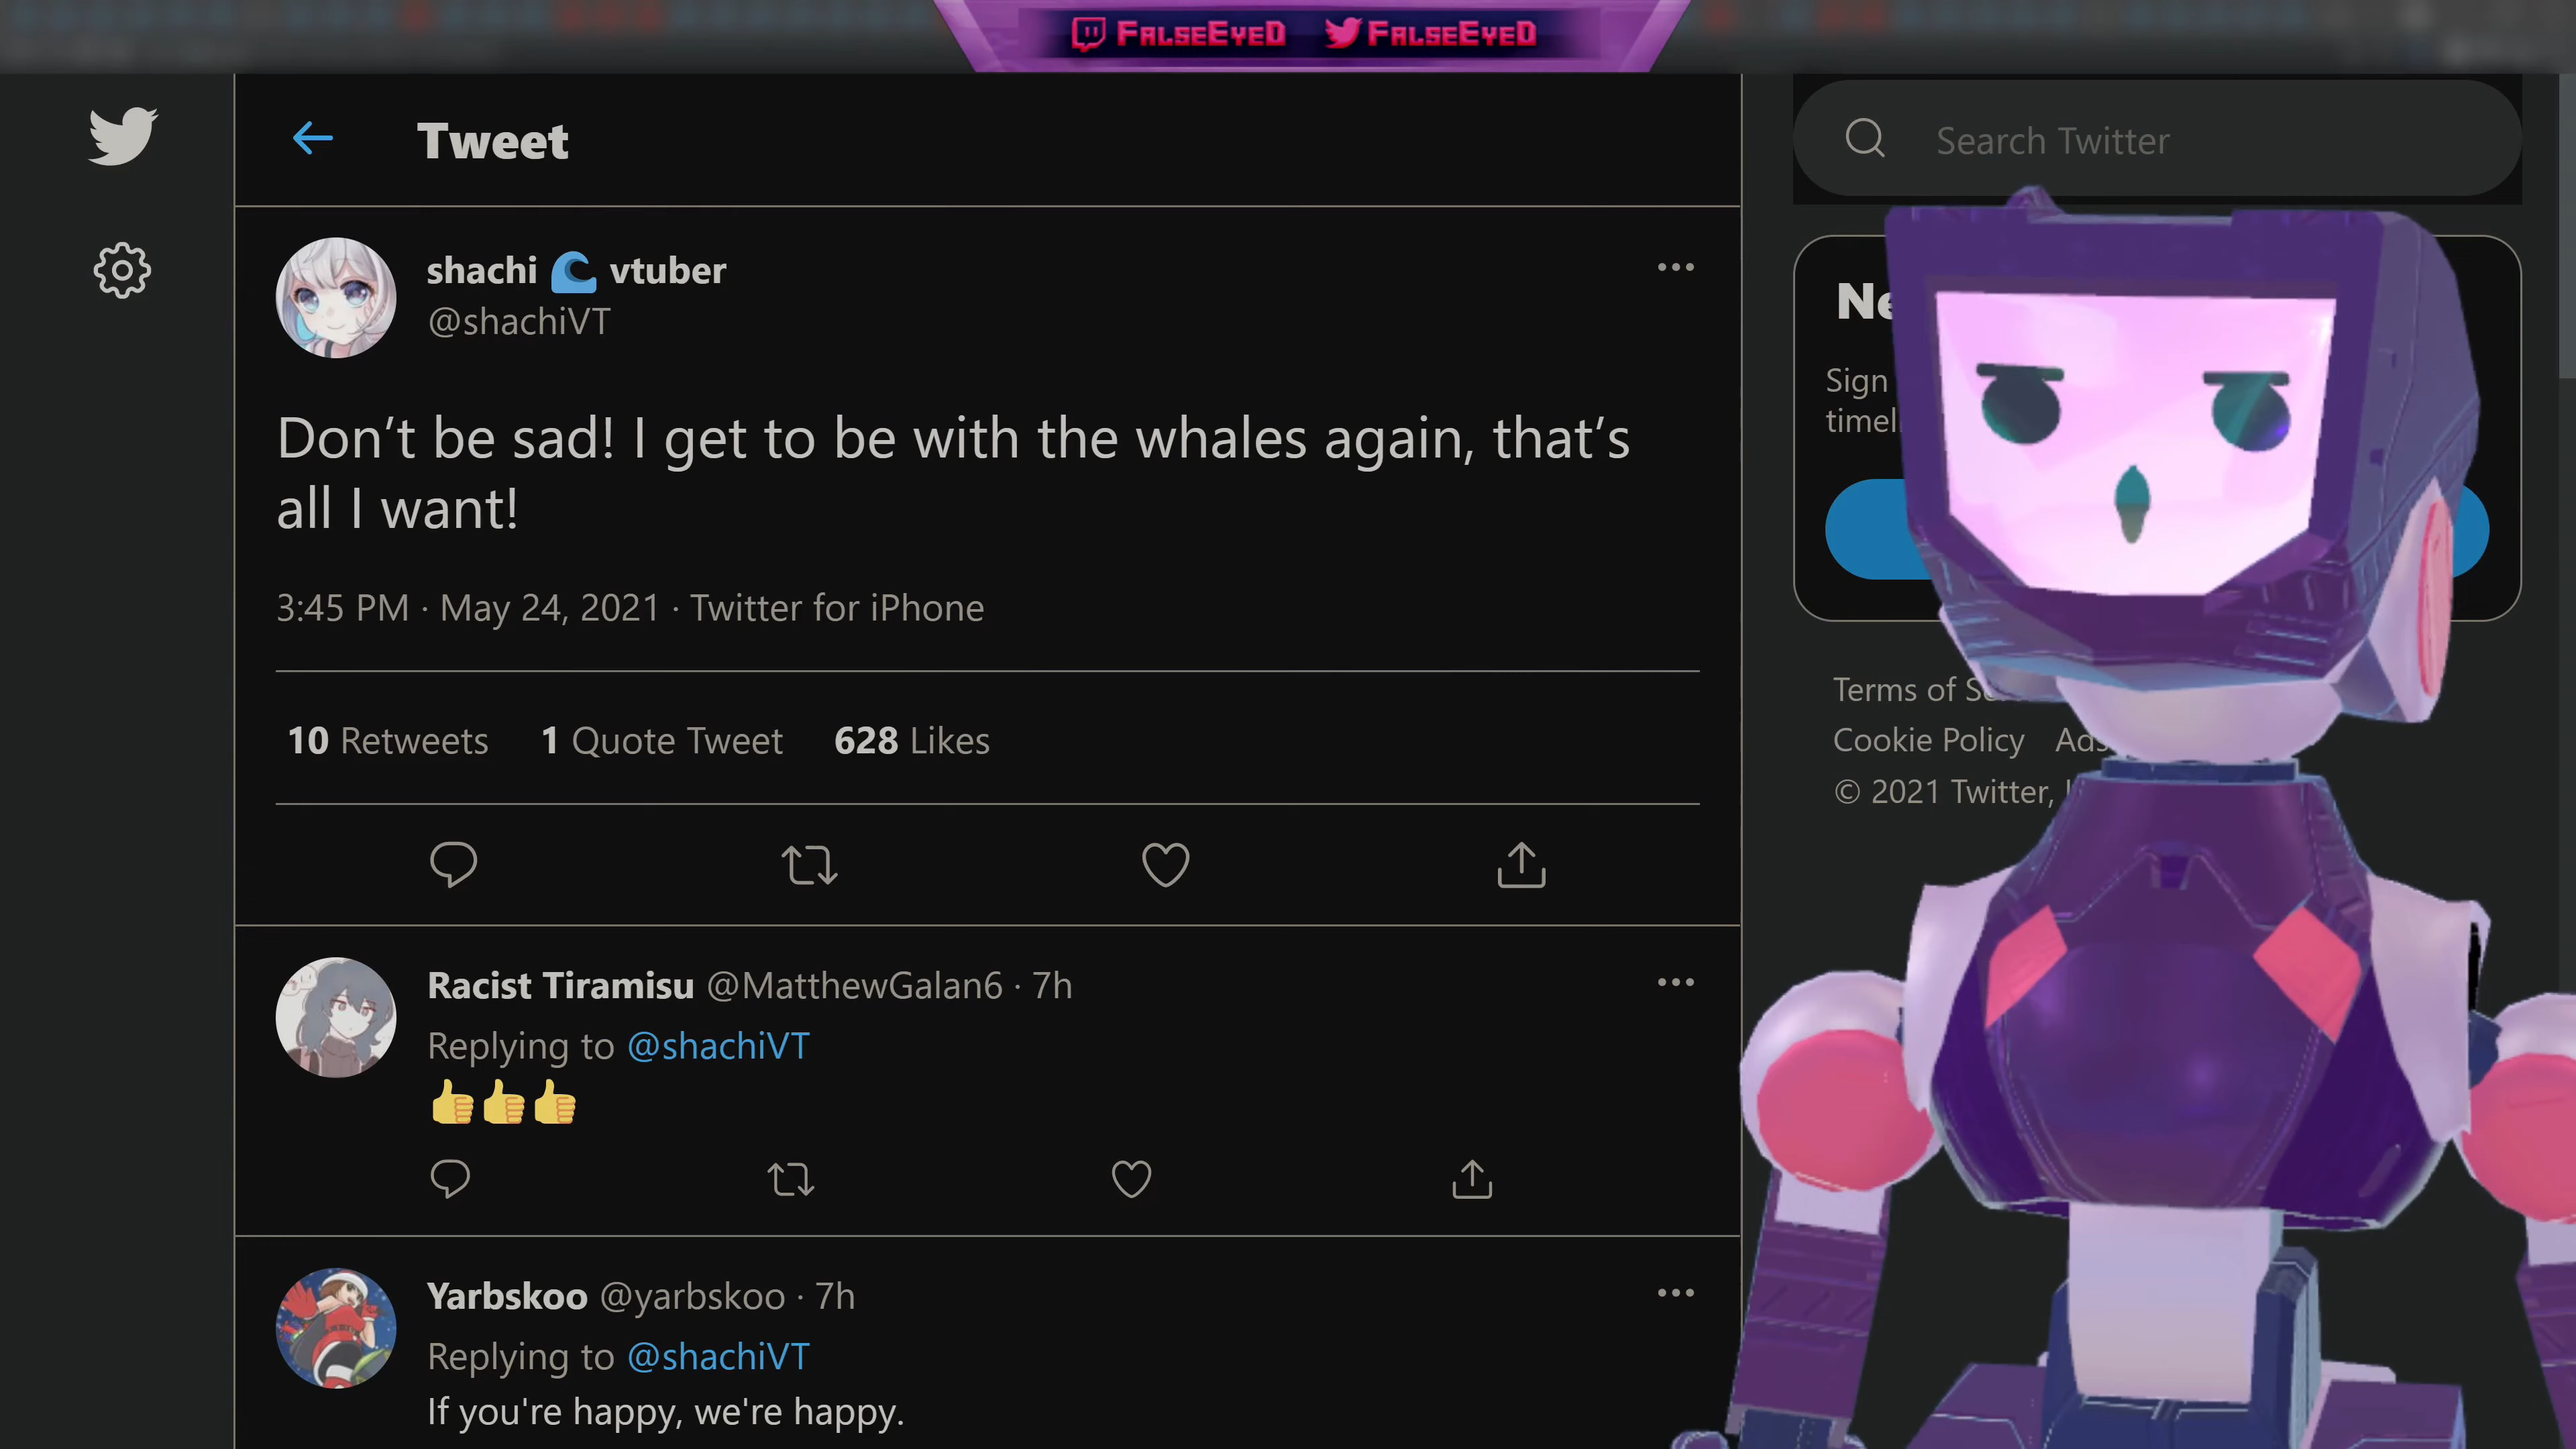 FalseEyeD FalseEyeD
Tweet
Search Twitter
shachi 🌊 vtuber
@shachiVT
Don’t be sad! I get to be with the whales again, that’s
all I want!
3:45 PM · May 24, 2021 · Twitter for iPhone
10 Retweets 1 Quote Tweet 628 Likes
Racist Tiramisu @MatthewGalan6 · 7h
Replying to @shachiVT
👍👍👍
Yarbskoo @yarbskoo · 7h
Replying to @shachiVT
If you're happy, we're happy.
Sign
Terms of
Cookie Policy
© 2021 Twitter,